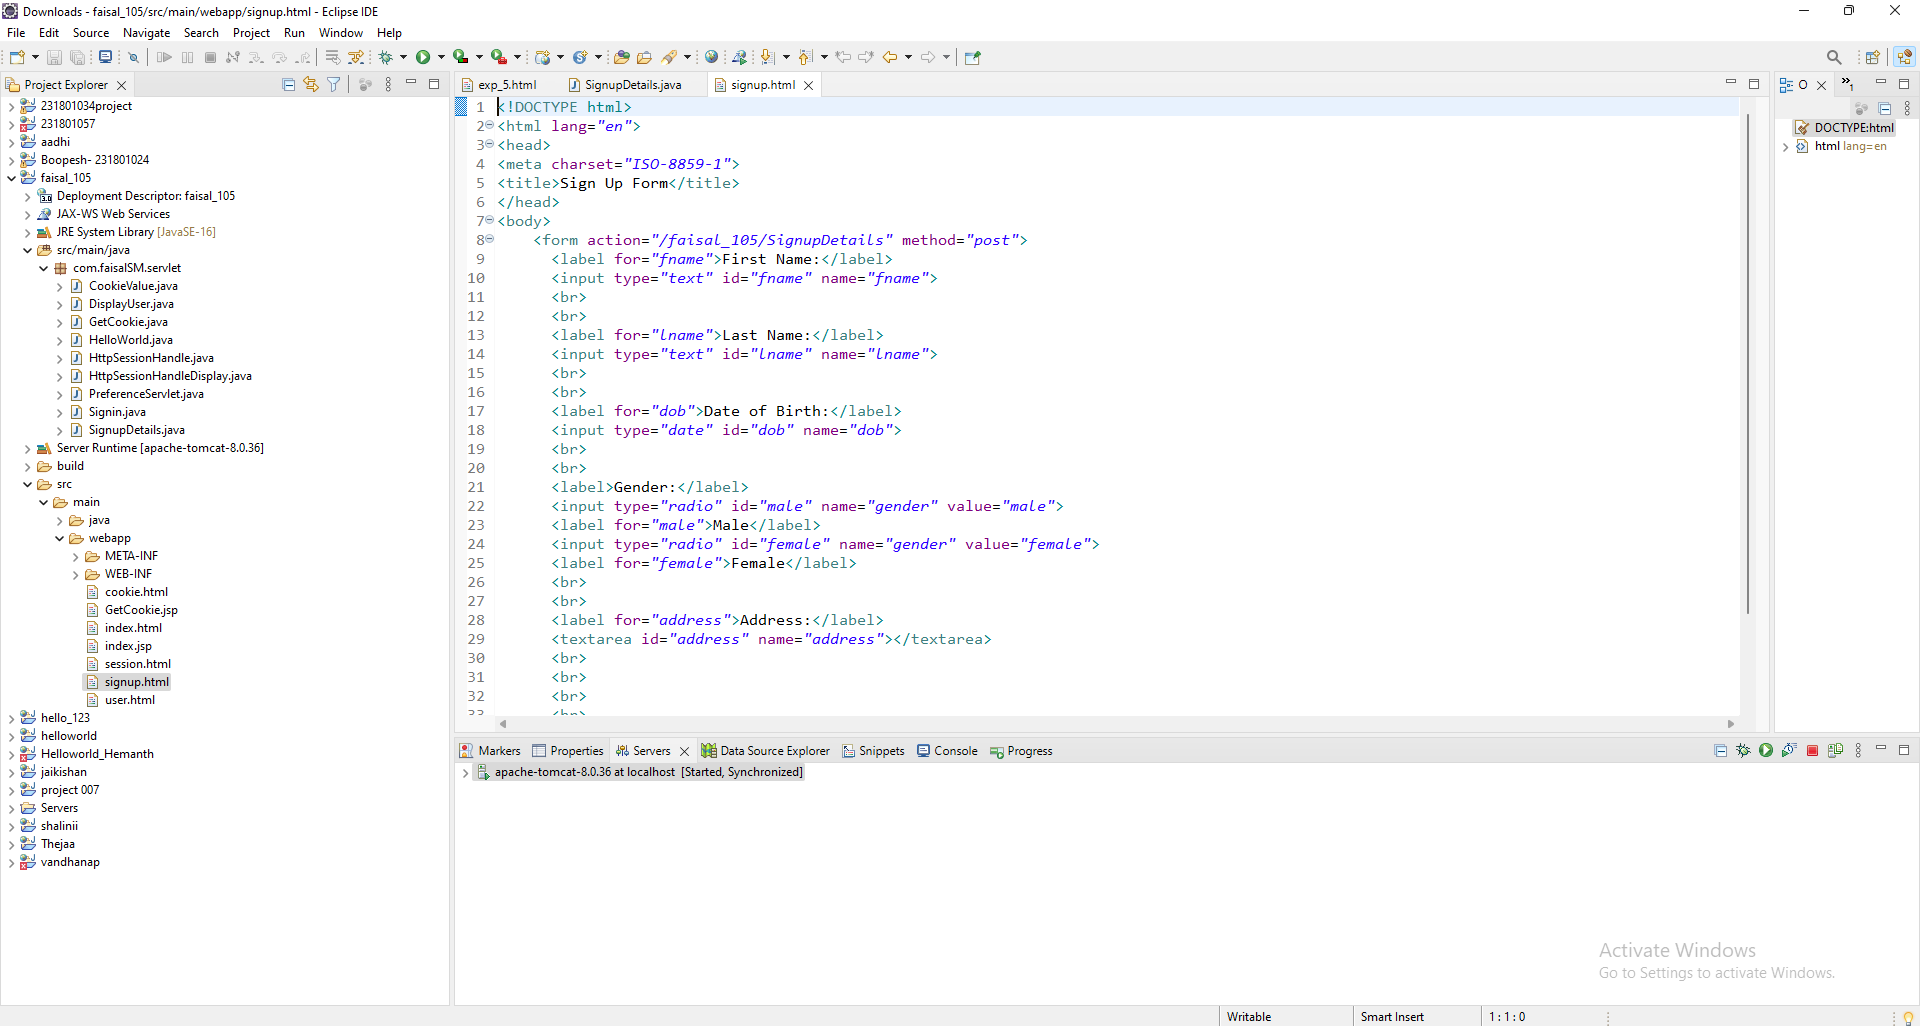 Downloads - faisal_105/src/main/webapp/signup.html - Eclipse IDE
File Edit Source Navigate Search Project Run Window Help
Project Explorer
231801034project
231801057
aadhi
Boopesh- 231801024
faisal_105
Deployment Descriptor: faisal_105
JAX-WS Web Services
JRE System Library [JavaSE-16]
src/main/java
com.faisalSM.servlet
CookieValue.java
DisplayUser.java
GetCookie.java
HelloWorld.java
HttpSessionHandle.java
HttpSessionHandleDisplay.java
PreferenceServlet.java
Signin.java
SignupDetails.java
Server Runtime [apache-tomcat-8.0.36]
build
src
main
java
webapp
META-INF
WEB-INF
cookie.html
GetCookie.jsp
index.html
index.jsp
session.html
signup.html
user.html
hello_123
helloworld
Helloworld_Hemanth
jaikishan
project 007
Servers
shalinii
Thejaa
vandhanap
exp_5.html SignupDetails.java signup.html
1 <!DOCTYPE html>
2 <html lang="en">
3 <head>
4 <meta charset="ISO-8859-1">
5 <title>Sign Up Form</title>
6 </head>
7 <body>
8 <form action="/faisal_105/SignupDetails" method="post">
9 <label for="fname">First Name:</label>
10 <input type="text" id="fname" name="fname">
11 <br>
12 <br>
13 <label for="lname">Last Name:</label>
14 <input type="text" id="lname" name="lname">
15 <br>
16 <br>
17 <label for="dob">Date of Birth:</label>
18 <input type="date" id="dob" name="dob">
19 <br>
20 <br>
21 <label>Gender:</label>
22 <input type="radio" id="male" name="gender" value="male">
23 <label for="male">Male</label>
24 <input type="radio" id="female" name="gender" value="female">
25 <label for="female">Female</label>
26 <br>
27 <br>
28 <label for="address">Address:</label>
29 <textarea id="address" name="address"></textarea>
30 <br>
31 <br>
32 <br>
33 <br>
O
»1
DOCTYPE:html
html lang=en
Markers Properties Servers Data Source Explorer Snippets Console Progress
apache-tomcat-8.0.36 at localhost [Started, Synchronized]
Activate Windows
Go to Settings to activate Windows.
Writable Smart Insert 1 : 1 : 0